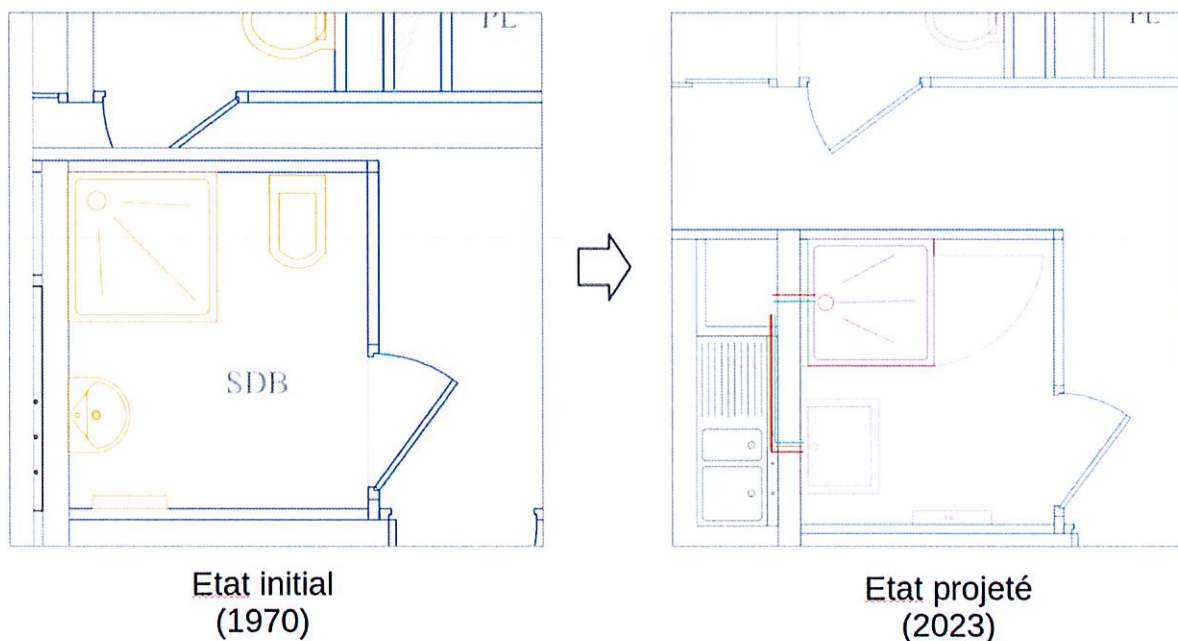 PL
PL
SDB
Etat initial
(1970)
Etat projeté
(2023)